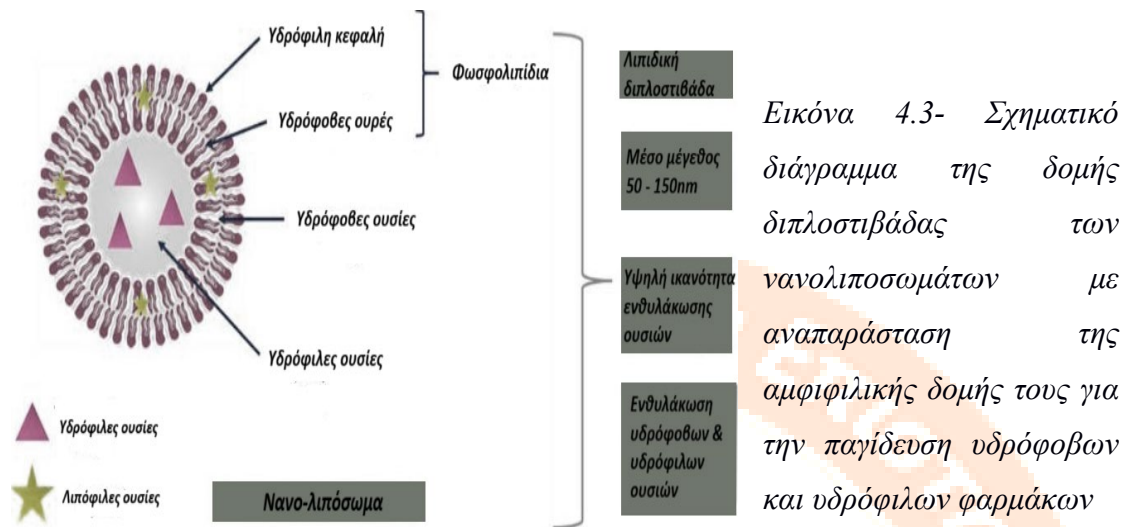 Υδρόφιλη κεφαλή
Φωσφολιπίδια
Υδρόφοβες ουρές
Υδρόφοβες ουσίες
Υδρόφιλες ουσίες
Υδρόφιλες ουσίες
Λιπόφιλες ουσίες
Νανο-λιπόσωμα
Λιπιδική
διπλοστιβάδα
Μέσο μέγεθος
50 - 150nm
Υψηλή ικανότητα
ενθυλάκωσης
ουσιών
Ενθυλάκωση
υδρόφοβων &
υδρόφιλων
ουσιών
Εικόνα 4.3- Σχηματικό
διάγραμμα της δομής
διπλοστιβάδας των
νανολιποσωμάτων με
αναπαράσταση της
αμφιφιλικής δομής τους για
την παγίδευση υδρόφοβων
και υδρόφιλων φαρμάκων